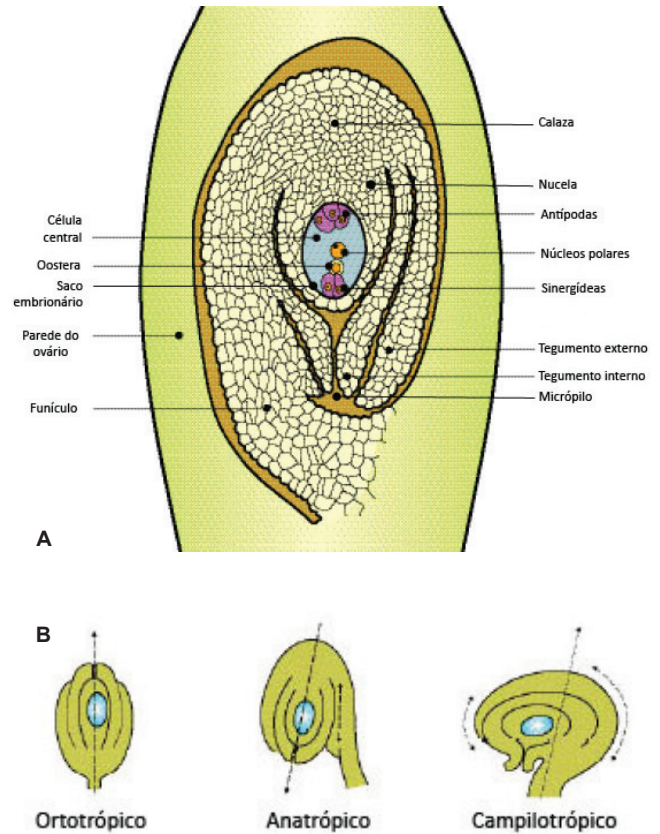 Calaza
Nucela
Célula
central
Antípodas
Oosfera
Núcleos polares
Saco
embrionário
Sinergídeas
Parede do
ovário
Tegumento externo
Tegumento interno
Micrópilo
Funículo
A
B
Ortotrópico
Anatrópico
Campilotrópico